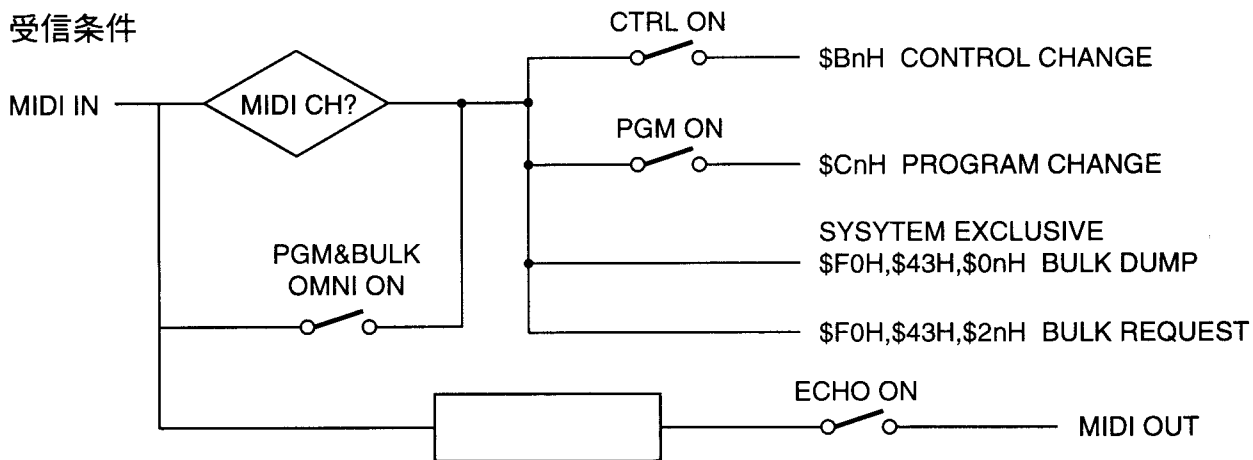 受信条件
CTRL ON
$BnH CONTROL CHANGE
MIDI IN
MIDI CH?
PGM ON
$CnH PROGRAM CHANGE
PGM&BULK
OMNI ON
SYSYTEM EXCLUSIVE
$F0H,$43H,$0nH BULK DUMP
$F0H,$43H,$2nH BULK REQUEST
ECHO ON
MIDI OUT